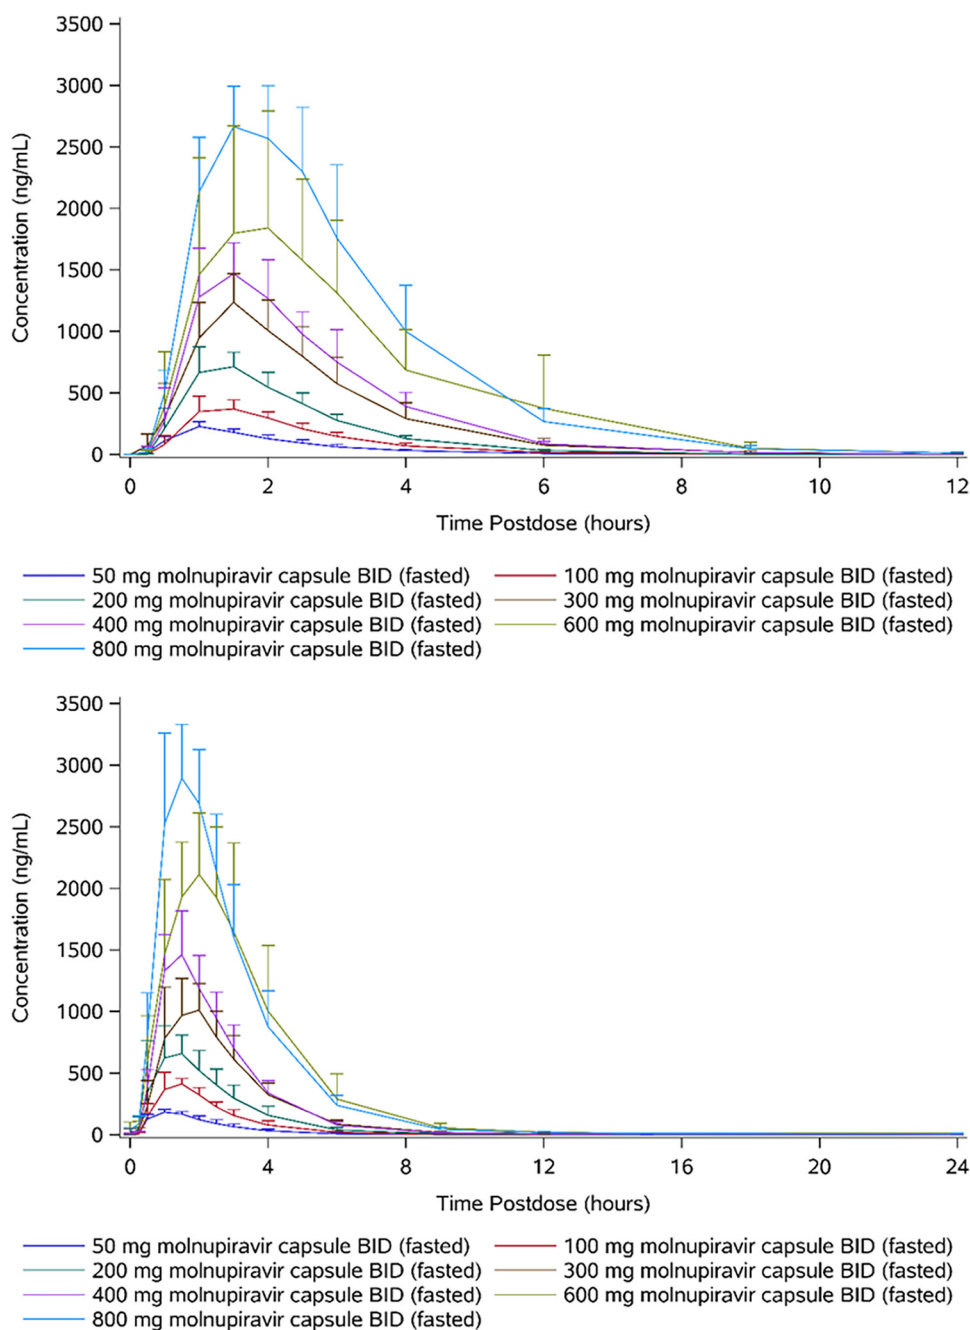 3500
3000
2500
2000
1500
1000
500
0
Concentration (ng/mL)
0 2 4 6 8 10 12
Time Postdose (hours)
50 mg molnupiravir capsule BID (fasted) 100 mg molnupiravir capsule BID (fasted)
200 mg molnupiravir capsule BID (fasted) 300 mg molnupiravir capsule BID (fasted)
400 mg molnupiravir capsule BID (fasted) 600 mg molnupiravir capsule BID (fasted)
800 mg molnupiravir capsule BID (fasted)
3500
3000
2500
2000
1500
1000
500
0
Concentration (ng/mL)
0 4 8 12 16 20 24
Time Postdose (hours)
50 mg molnupiravir capsule BID (fasted) 100 mg molnupiravir capsule BID (fasted)
200 mg molnupiravir capsule BID (fasted) 300 mg molnupiravir capsule BID (fasted)
400 mg molnupiravir capsule BID (fasted) 600 mg molnupiravir capsule BID (fasted)
800 mg molnupiravir capsule BID (fasted)